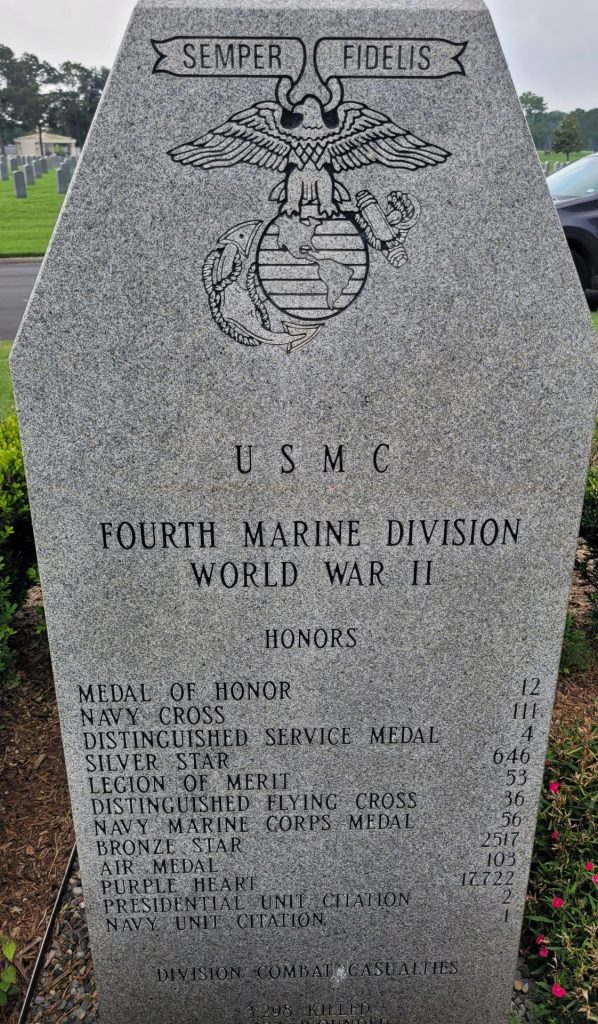 SEMPER FIDELIS
U S M C
FOURTH MARINE DIVISION
WORLD WAR II
HONORS
MEDAL OF HONOR 12
NAVY CROSS 111
DISTINGUISHED SERVICE MEDAL 4
SILVER STAR 646
LEGION OF MERIT 53
DISTINGUISHED FLYING CROSS 36
NAVY MARINE CORPS MEDAL 56
BRONZE STAR 2517
AIR MEDAL 103
PURPLE HEART 17,722
PRESIDENTIAL UNIT CITATION 2
NAVY UNIT CITATION 1
DIVISION COMBAT CASUALTIES
3,298 KILLED
WOUNDED